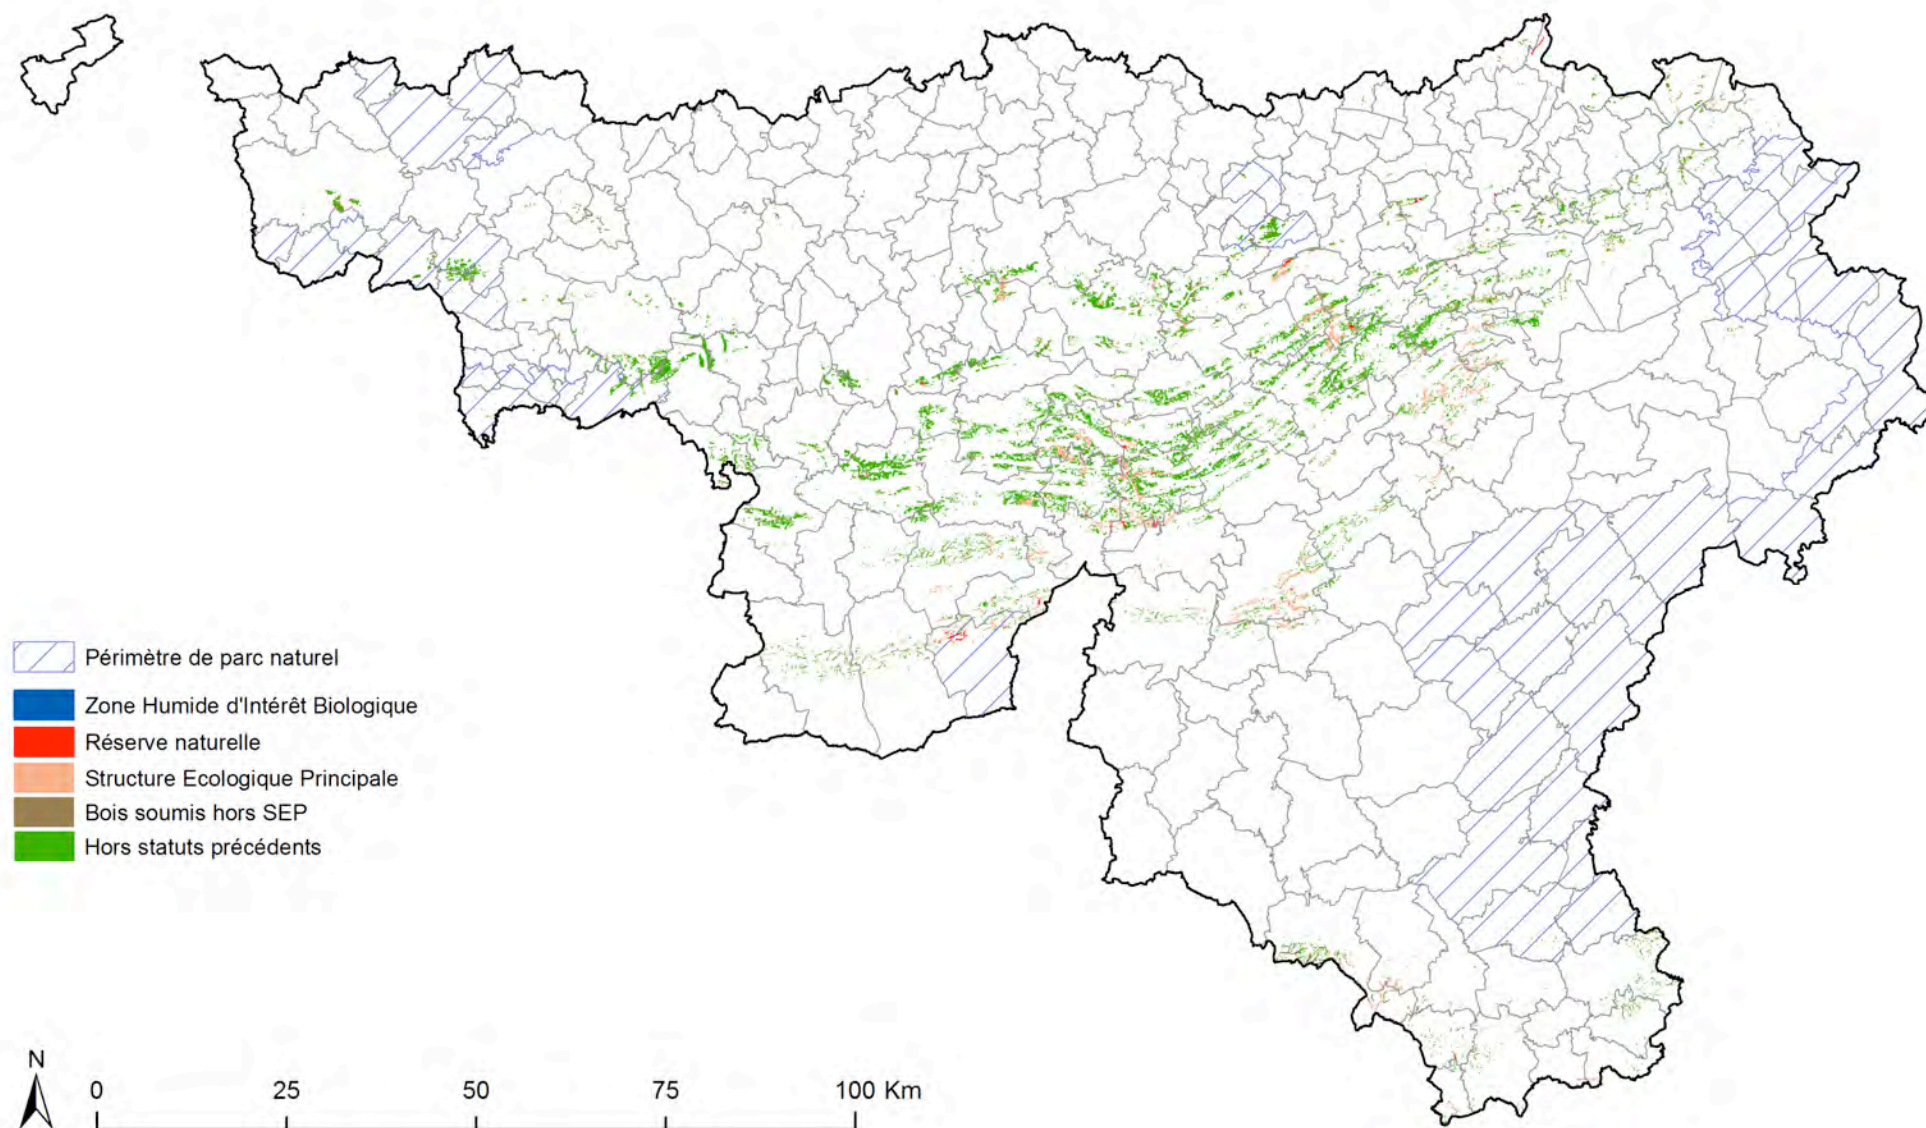 Périmètre de parc naturel
Zone Humide d'Intérêt Biologique
Réserve naturelle
Structure Ecologique Principale
Bois soumis hors SEP
Hors statuts précédents
N
0 25 50 75 100 Km